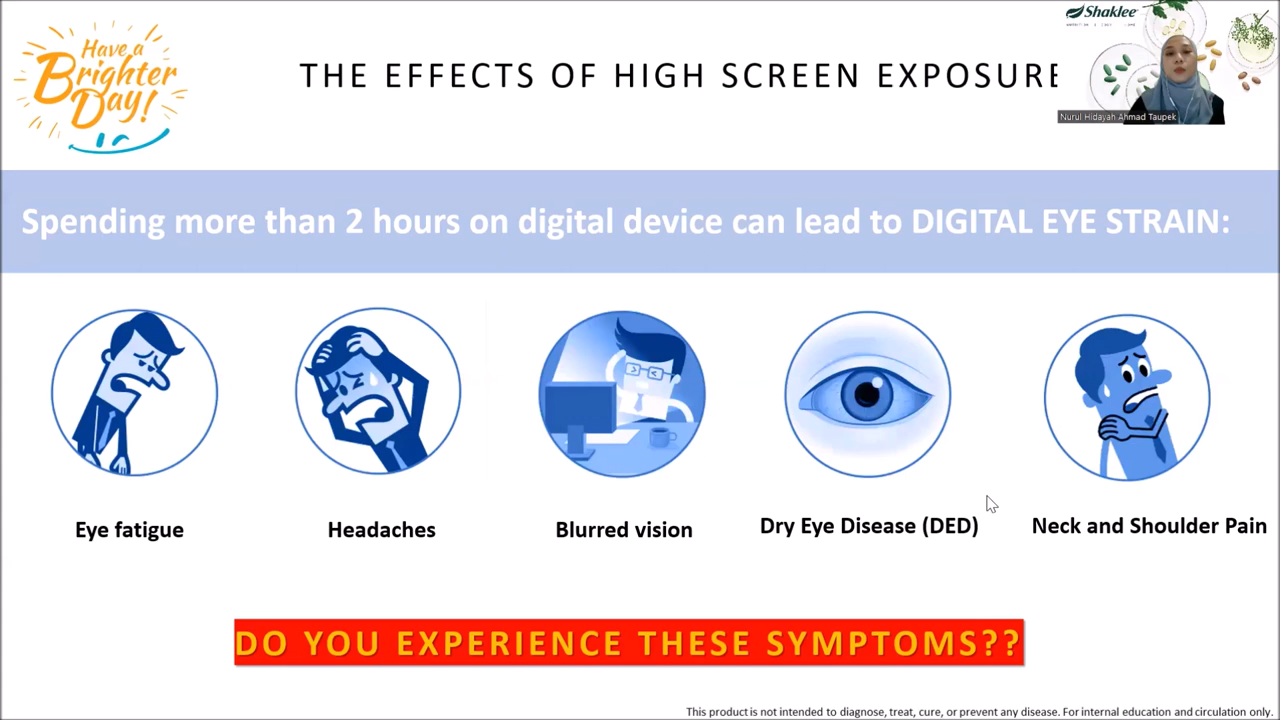 Have a
Brighter
Day!
THE EFFECTS OF HIGH SCREEN EXPOSURE
Shaklee
Nurul Hidayah Ahmad Taupek
Spending more than 2 hours on digital device can lead to DIGITAL EYE STRAIN:
Eye fatigue
Headaches
Blurred vision
Dry Eye Disease (DED)
Neck and Shoulder Pain
DO YOU EXPERIENCE THESE SYMPTOMS??
This product is not intended to diagnose, treat, cure, or prevent any disease. For internal education and circulation only.